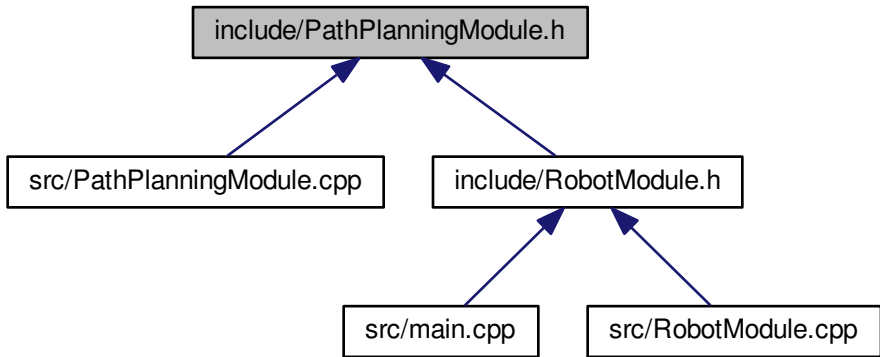 include/PathPlanningModule.h
src/PathPlanningModule.cpp
include/RobotModule.h
src/main.cpp
src/RobotModule.cpp